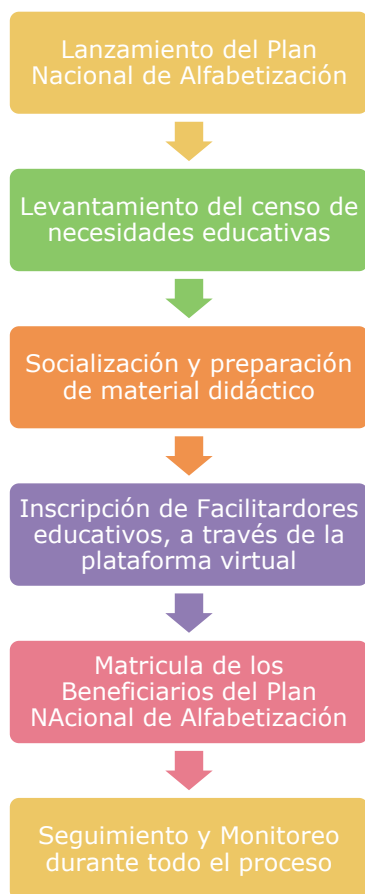 Lanzamiento del Plan
Nacional de Alfabetización
Levantamiento del censo de
necesidades educativas
Socialización y preparación
de material didáctico
Inscripción de Facilitardores
educativos, a través de la
plataforma virtual
Matricula de los
Beneficiarios del Plan
NAcional de Alfabetización
Seguimiento y Monitoreo
durante todo el proceso